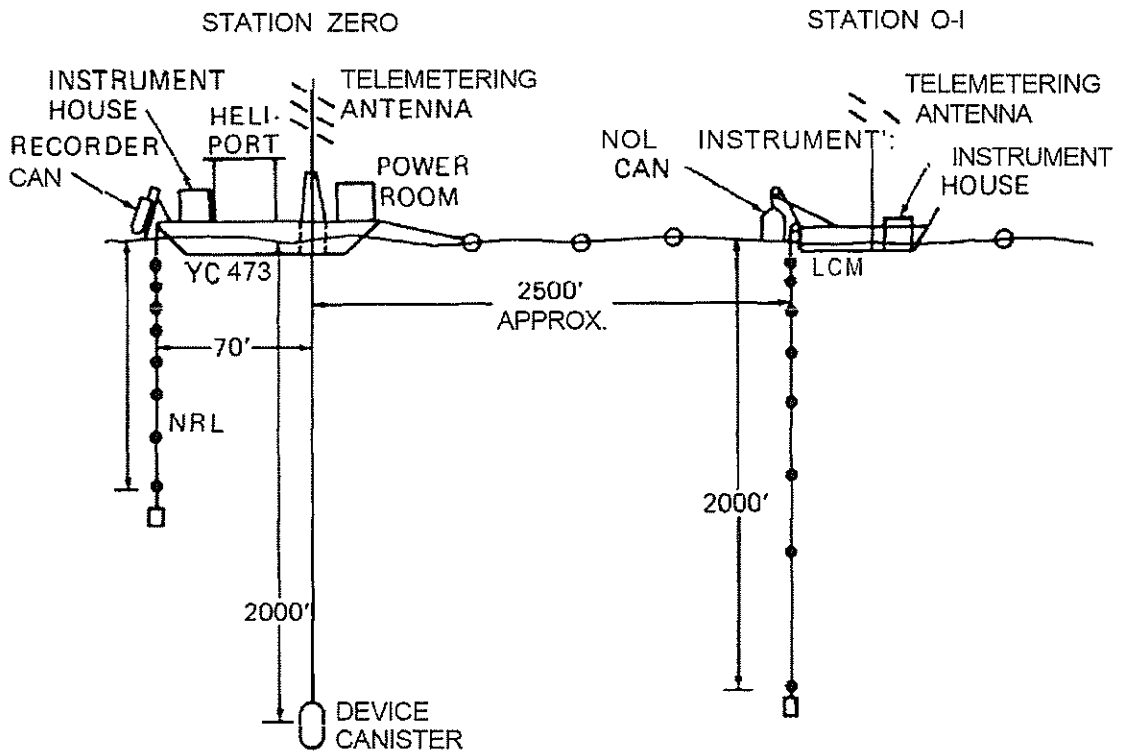 STATION ZERO
STATION O-I
INSTRUMENT
HOUSE
HELI-
PORT
TELEMETERING
ANTENNA
RECORDER
CAN
POWER
ROOM
TELEMETERING
ANTENNA
NOL INSTRUMENT':
CAN
INSTRUMENT
HOUSE
YC 473
LCM
2500'
APPROX.
70'
NRL
2000'
2000'
DEVICE
CANISTER